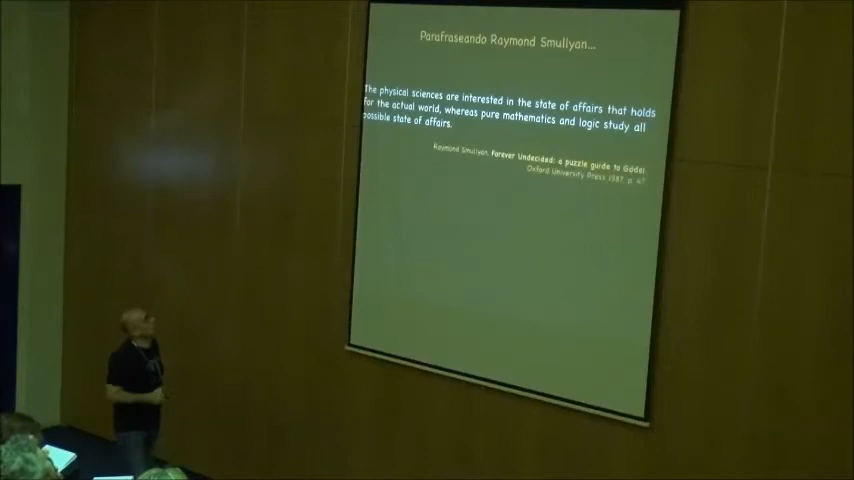 Parafraseando Raymond Smullyan...
The physical sciences are interested in the state of affairs that holds
for the actual world, whereas pure mathematics and logic study all
possible state of affairs.
Raymond Smullyan. Forever Undecided: a puzzle guide to Gödel.
Oxford University Press 1987, p. 47